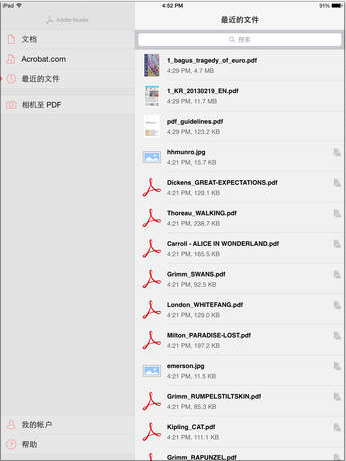 iPad
4:52 PM
91%
Adobe Reader
最近的文件
文档
搜索
Acrobat.com
最近的文件
相机至 PDF
1_bagus_tragedy_of_euro.pdf
4:29 PM, 4.7 MB
1_KR_20130219_EN.pdf
4:29 PM, 11.7 MB
pdf_guidelines.pdf
4:29 PM, 123.2 KB
hhmunro.jpg
4:21 PM, 15.7 KB
Dickens_GREAT-EXPECTATIONS.pdf
4:21 PM, 129.1 KB
Thoreau_WALKING.pdf
4:21 PM, 238.7 KB
Carroll - ALICE IN WONDERLAND.pdf
4:21 PM, 165.5 KB
Grimm_SWANS.pdf
4:21 PM, 92.5 KB
London_WHITEFANG.pdf
4:21 PM, 129.0 KB
Milton_PARADISE-LOST.pdf
4:21 PM, 197.2 KB
emerson.jpg
4:21 PM, 11.5 KB
Grimm_RUMPELSTILTSKIN.pdf
4:21 PM, 85.3 KB
Kipling_CAT.pdf
4:21 PM, 111.1 KB
Grimm_RAPUNZEL.pdf
我的帐户
帮助